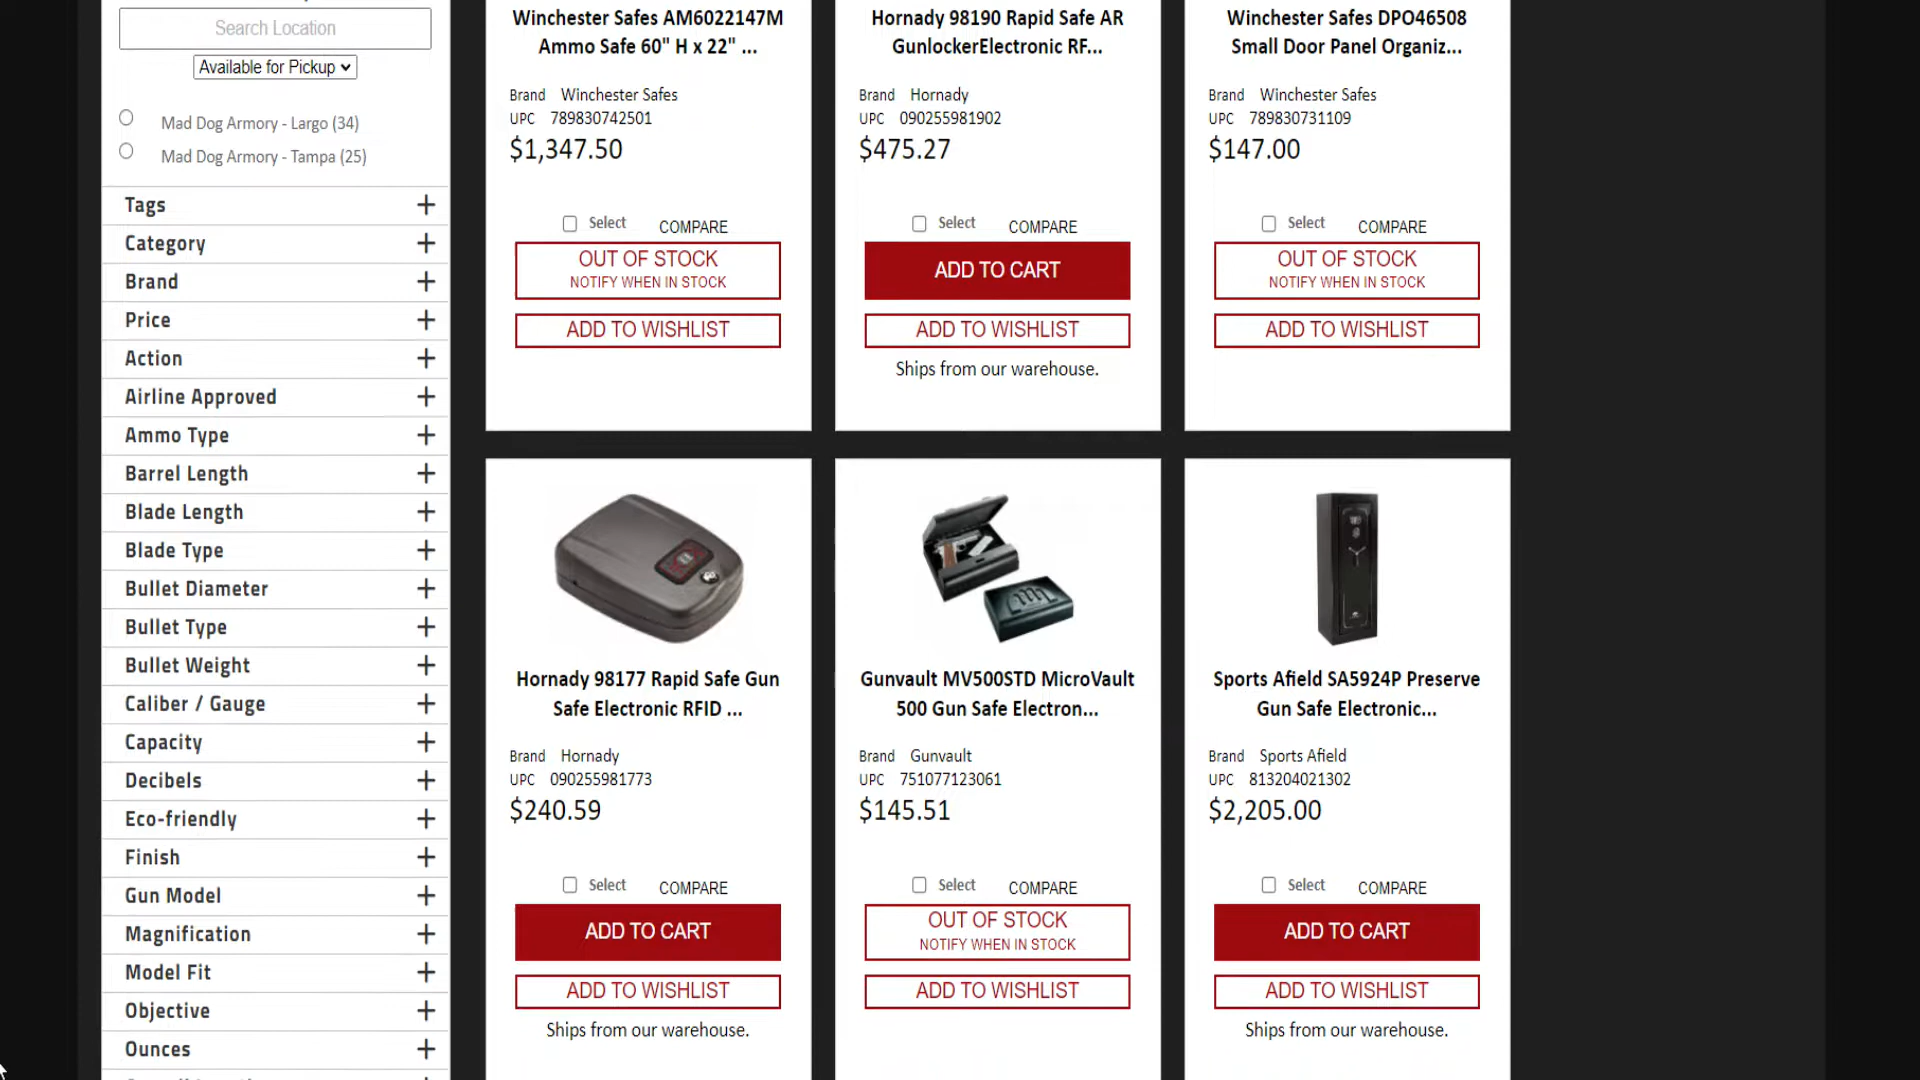 Search Location
Available for Pickup
Mad Dog Armory - Largo (34)
Mad Dog Armory - Tampa (25)
Tags
Category
Brand
Price
Action
Airline Approved
Ammo Type
Barrel Length
Blade Length
Blade Type
Bullet Diameter
Bullet Type
Bullet Weight
Caliber / Gauge
Capacity
Decibels
Eco-friendly
Finish
Gun Model
Magnification
Model Fit
Objective
Ounces
Winchester Safes AM6022147M
Ammo Safe 60" H x 22" ...
Brand Winchester Safes
UPC 789830742501
$1,347.50
Select COMPARE
OUT OF STOCK
NOTIFY WHEN IN STOCK
ADD TO WISHLIST
Hornady 98190 Rapid Safe AR
GunlockerElectronic RF...
Brand Hornady
UPC 090255981902
$475.27
Select COMPARE
ADD TO CART
ADD TO WISHLIST
Ships from our warehouse.
Winchester Safes DPO46508
Small Door Panel Organiz...
Brand Winchester Safes
UPC 789830731109
$147.00
Select COMPARE
OUT OF STOCK
NOTIFY WHEN IN STOCK
ADD TO WISHLIST
Hornady 98177 Rapid Safe Gun
Safe Electronic RFID ...
Brand Hornady
UPC 090255981773
$240.59
Select COMPARE
ADD TO CART
ADD TO WISHLIST
Ships from our warehouse.
Gunvault MV500STD MicroVault
500 Gun Safe Electron...
Brand Gunvault
UPC 751077123061
$145.51
Select COMPARE
OUT OF STOCK
NOTIFY WHEN IN STOCK
ADD TO WISHLIST
Sports Afield SA5924P Preserve
Gun Safe Electronic...
Brand Sports Afield
UPC 813204021302
$2,205.00
Select COMPARE
ADD TO CART
ADD TO WISHLIST
Ships from our warehouse.